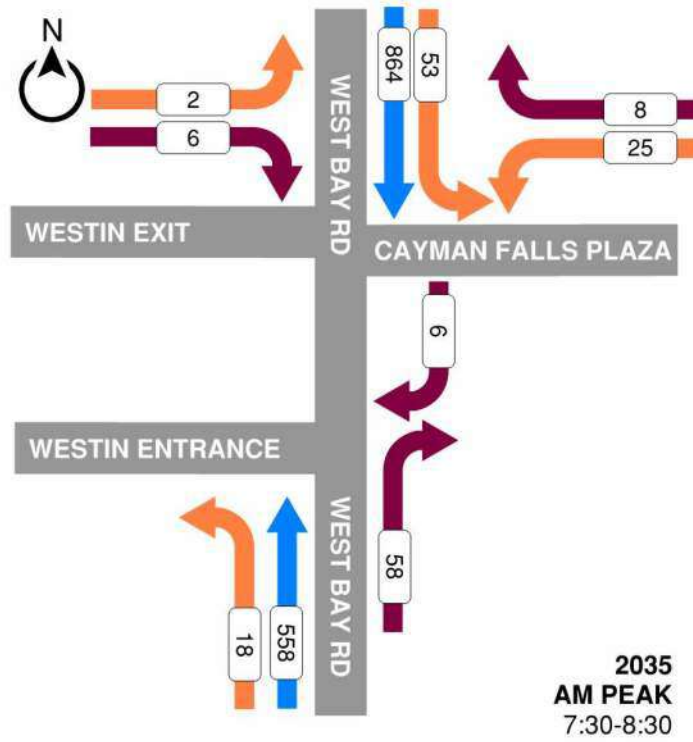 N
2
6
864
53
8
25
WEST BAY RD
WESTIN EXIT
CAYMAN FALLS PLAZA
6
WESTIN ENTRANCE
WEST BAY RD
18
558
58
2035
AM PEAK
7:30-8:30